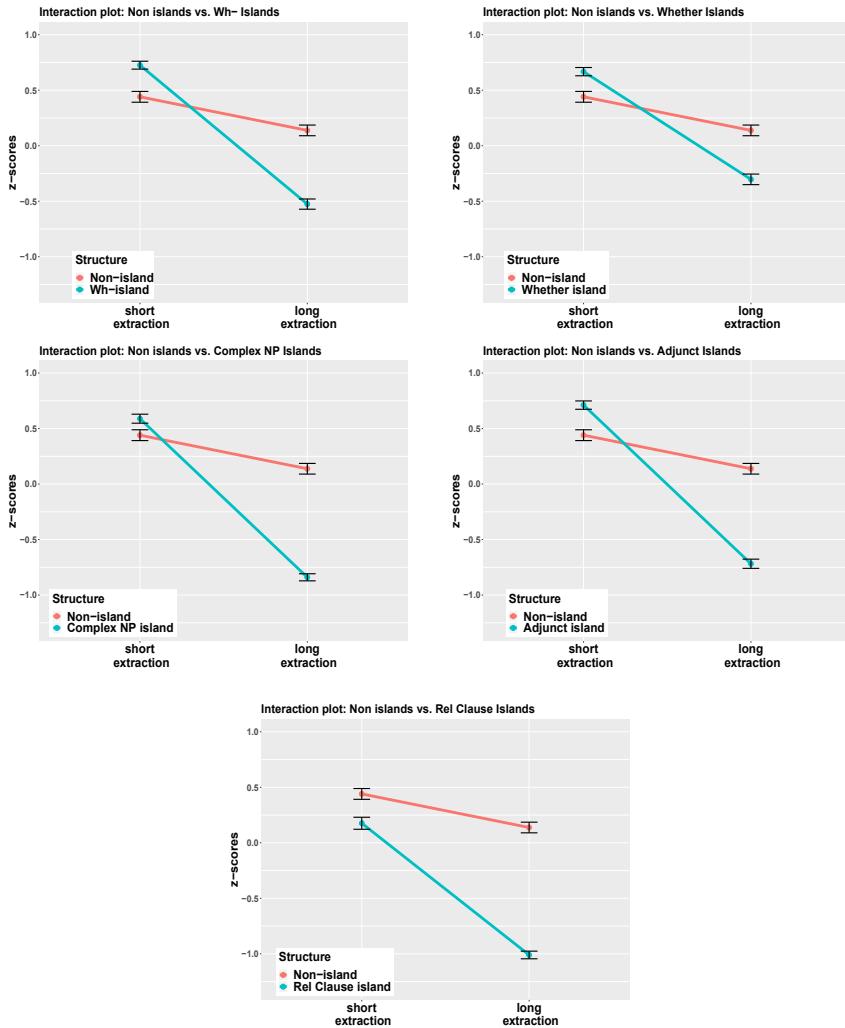 Interaction plot: Non islands vs. Wh− Islands
1.0
0.5
0.0
−0.5
−1.0
z−scores
Structure
Non−island
Wh−island
short
extraction
long
extraction
Interaction plot: Non islands vs. Whether Islands
1.0
0.5
0.0
−0.5
−1.0
z−scores
Structure
Non−island
Whether island
short
extraction
long
extraction
Interaction plot: Non islands vs. Complex NP Islands
1.0
0.5
0.0
−0.5
−1.0
z−scores
Structure
Non−island
Complex NP island
short
extraction
long
extraction
Interaction plot: Non islands vs. Adjunct Islands
1.0
0.5
0.0
−0.5
−1.0
z−scores
Structure
Non−island
Adjunct island
short
extraction
long
extraction
Interaction plot: Non islands vs. Rel Clause Islands
1.0
0.5
0.0
−0.5
−1.0
z−scores
Structure
Non−island
Rel Clause island
short
extraction
long
extraction